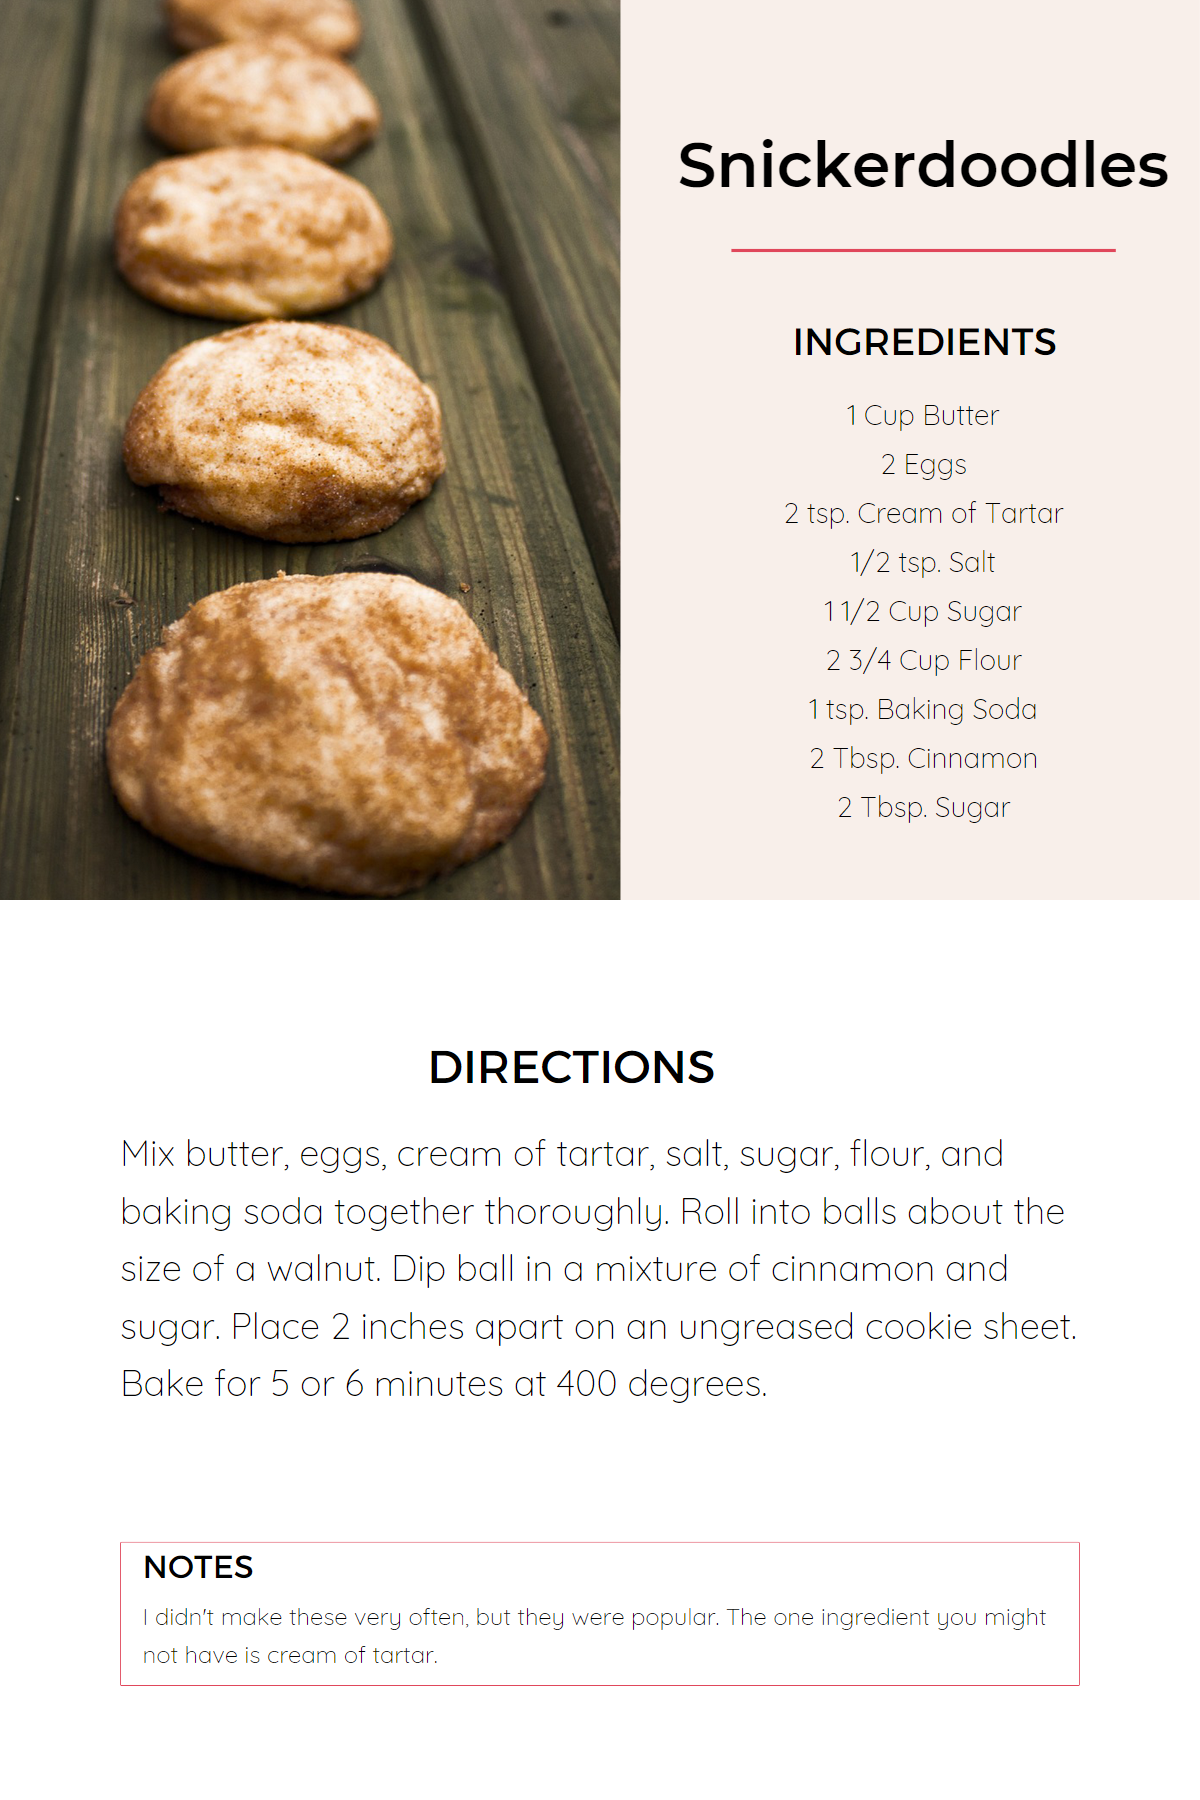 Snickerdoodles
INGREDIENTS
1 Cup Butter
2 Eggs
2 tsp. Cream of Tartar
1/2 tsp. Salt
1 1/2 Cup Sugar
2 3/4 Cup Flour
1 tsp. Baking Soda
2 Tbsp. Cinnamon
2 Tbsp. Sugar
DIRECTIONS
Mix butter, eggs, cream of tartar, salt, sugar, flour, and
baking soda together thoroughly. Roll into balls about the
size of a walnut. Dip ball in a mixture of cinnamon and
sugar. Place 2 inches apart on an ungreased cookie sheet.
Bake for 5 or 6 minutes at 400 degrees.
NOTES
I didn't make these very often, but they were popular. The one ingredient you might
not have is cream of tartar.